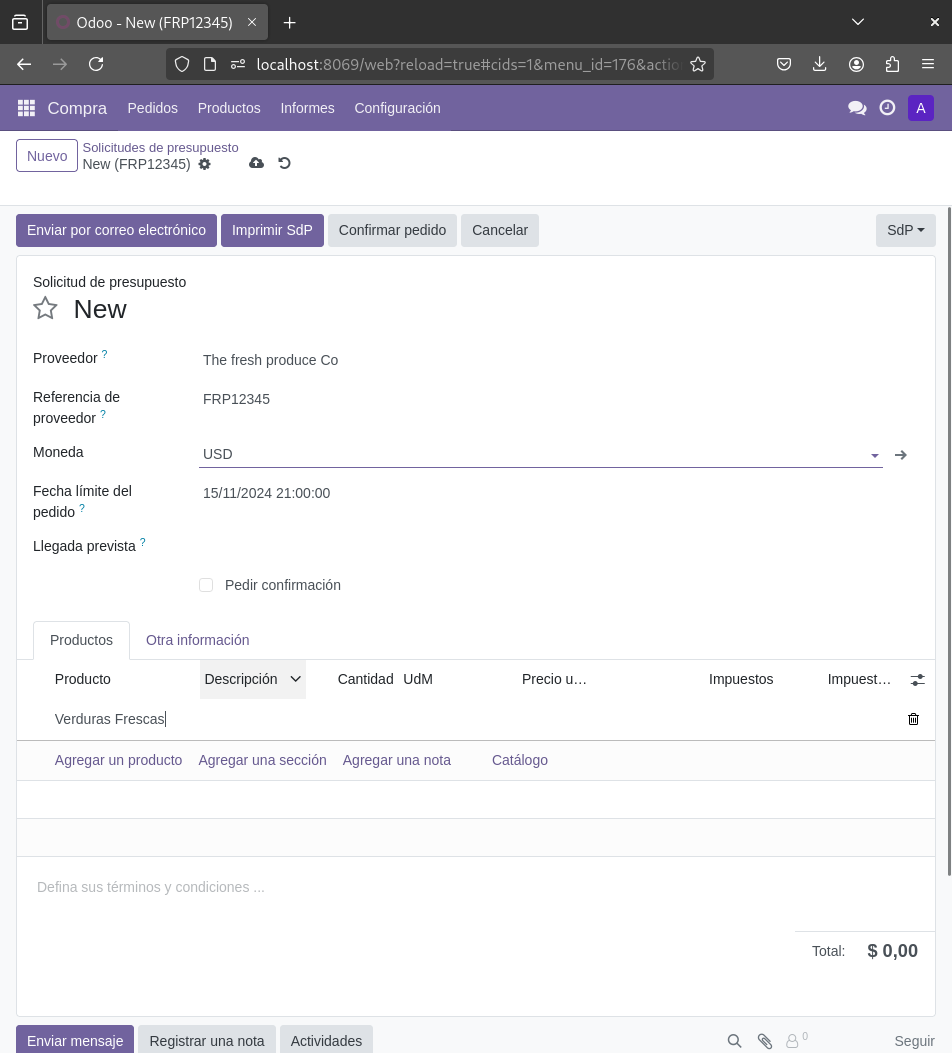 Odoo - New (FRP12345)
localhost:8069/web?reload=true#cids=1&menu_id=176&actio
Compra Pedidos Productos Informes Configuración A
Nuevo Solicitudes de presupuesto
New (FRP12345)
Enviar por correo electrónico Imprimir SdP Confirmar pedido Cancelar SdP
Solicitud de presupuesto
New
Proveedor ? The fresh produce Co
Referencia de
proveedor ? FRP12345
Moneda USD
Fecha límite del
pedido ? 15/11/2024 21:00:00
Llegada prevista ?
Pedir confirmación
Productos Otra información
Producto Descripción Cantidad UdM Precio u… Impuestos Impuest…
Verduras Frescas
Agregar un producto Agregar una sección Agregar una nota Catálogo
Defina sus términos y condiciones ...
Total: $ 0,00
Enviar mensaje Registrar una nota Actividades 0 Seguir